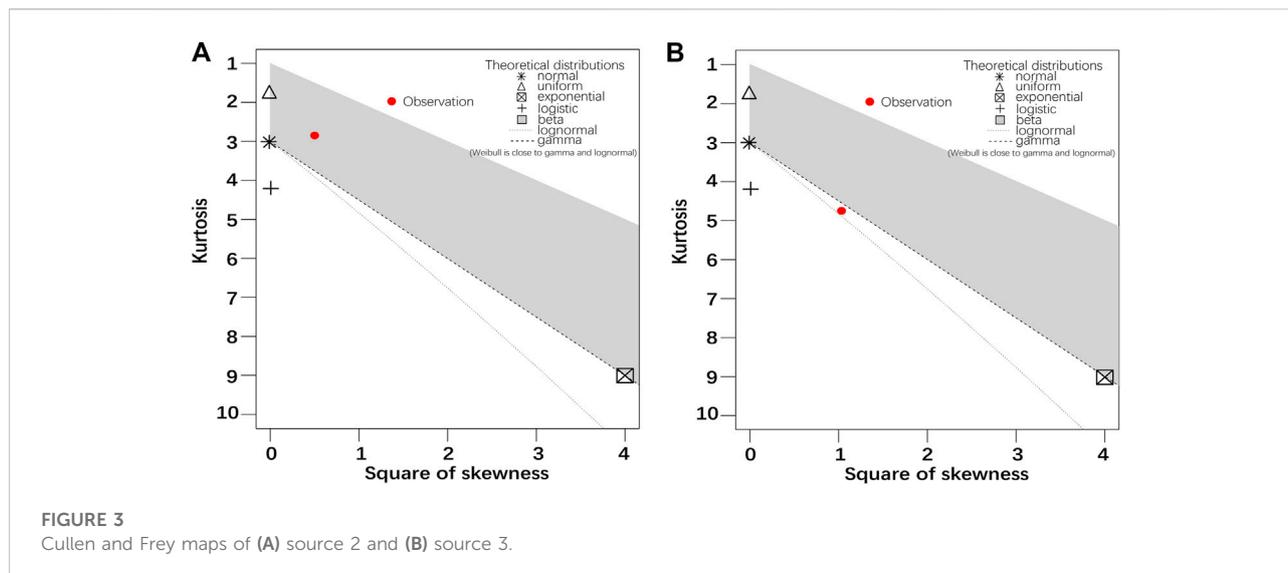 A
Kurtosis
1
2
3
4
5
6
7
8
9
10
0
1
2
3
4
Square of skewness
Observation
Theoretical distributions
normal
uniform
exponential
logistic
beta
lognormal
gamma
(Weibull is close to gamma and lognormal)
B
Kurtosis
1
2
3
4
5
6
7
8
9
10
0
1
2
3
4
Square of skewness
Observation
Theoretical distributions
normal
uniform
exponential
logistic
beta
lognormal
gamma
(Weibull is close to gamma and lognormal)
FIGURE 3
Cullen and Frey maps of (A) source 2 and (B) source 3.